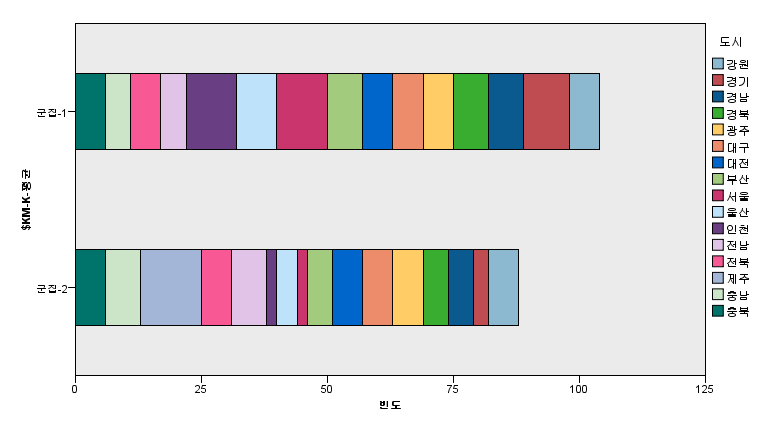 도시
강원
경기
경남
경북
광주
대구
대전
부산
서울
울산
인천
전남
전북
제주
충남
충북
군집-1
군집-2
$KM-K-평균
0 25 50 75 100 125
빈도